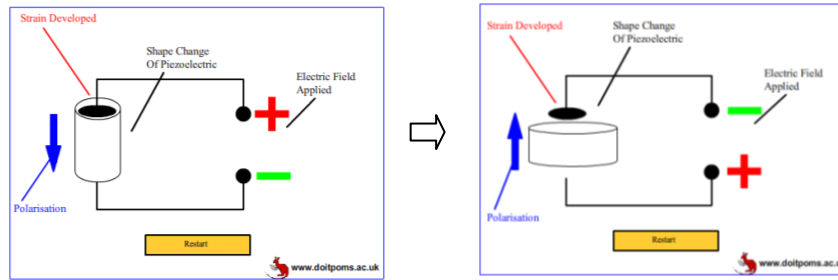 Strain Developed
Shape Change
Of Piezoelectric
Electric Field
Applied
Polarisation
Restart
www.doitpoms.ac.uk
Strain Developed
Shape Change
Of Piezoelectric
Electric Field
Applied
Polarisation
Restart
www.doitpoms.ac.u